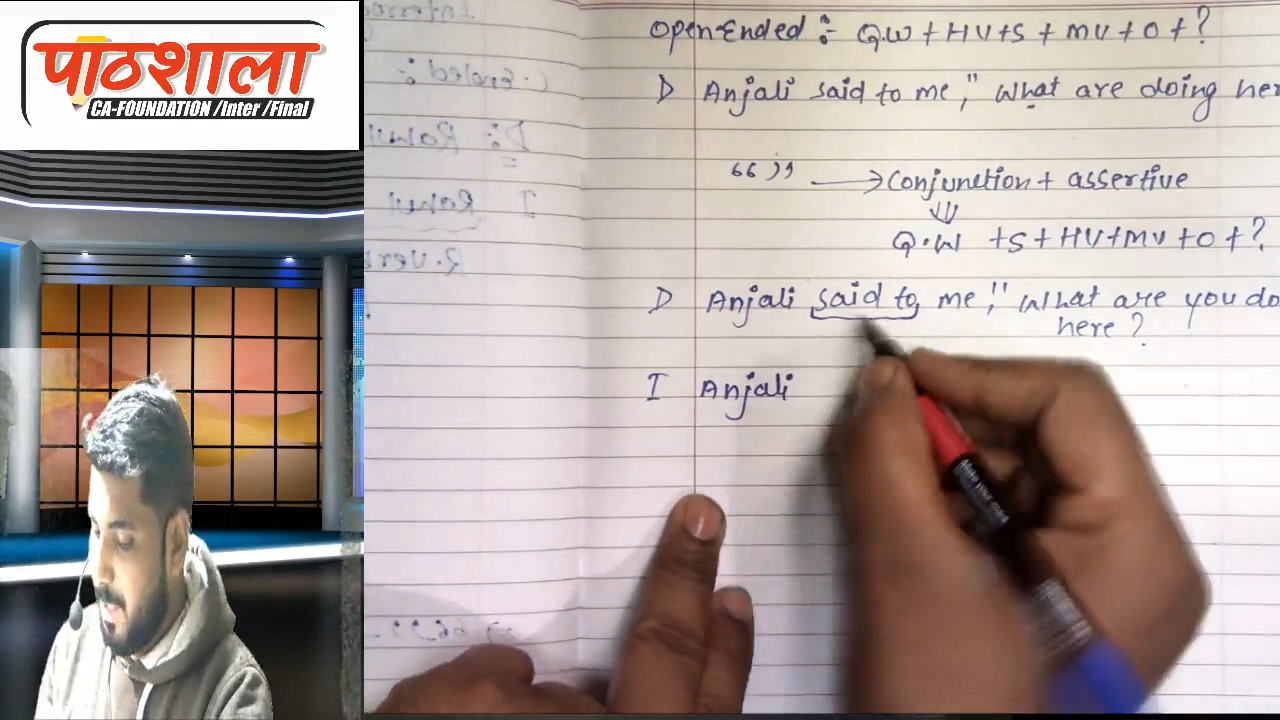 पाठशाला
CA-FOUNDATION /Inter /Final
Open-Ended :- Q.W + HV + S + MV + O + ?
D Anjali said to me," What are doing her
“ ” → Conjunction + assertive
⇓
Q.W + S + HV + MV + O + ?
D Anjali said to me," What are you do
here ?
I Anjali